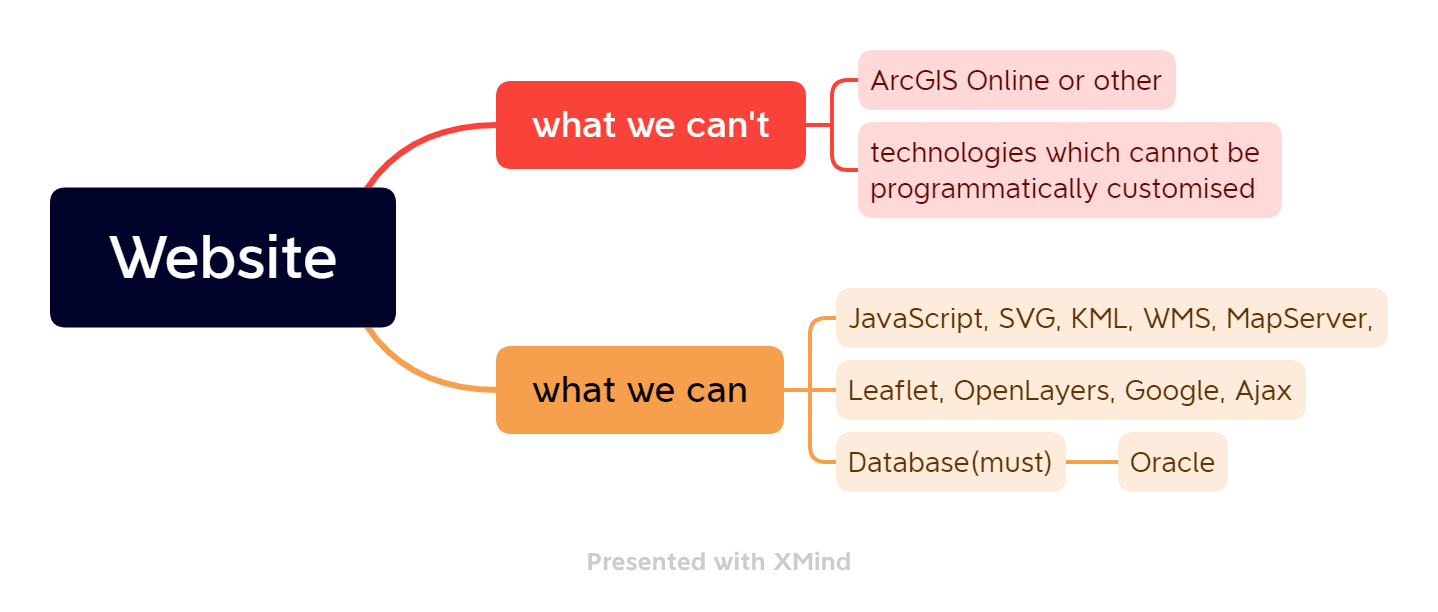 Website
what we can't
ArcGIS Online or other
technologies which cannot be
programmatically customised
what we can
JavaScript, SVG, KML, WMS, MapServer,
Leaflet, OpenLayers, Google, Ajax
Database(must)
Oracle
Presented with XMind